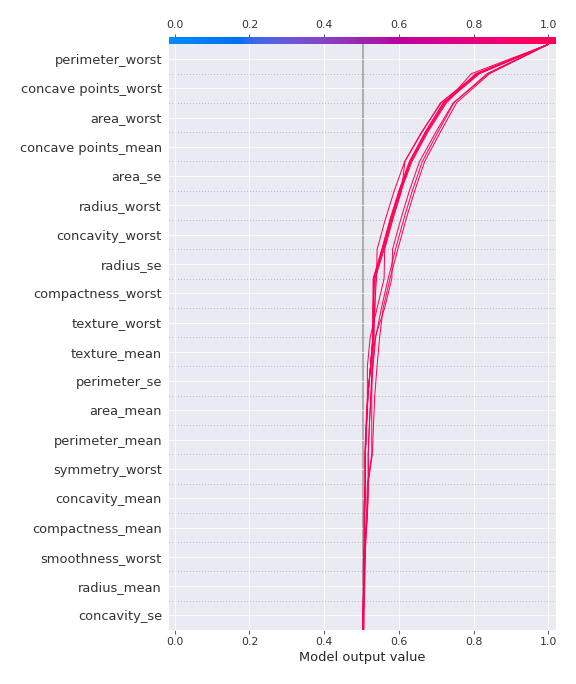 0.0 0.2 0.4 0.6 0.8 1.0
perimeter_worst
concave points_worst
area_worst
concave points_mean
area_se
radius_worst
concavity_worst
radius_se
compactness_worst
texture_worst
texture_mean
perimeter_se
area_mean
perimeter_mean
symmetry_worst
concavity_mean
compactness_mean
smoothness_worst
radius_mean
concavity_se
0.0 0.2 0.4 0.6 0.8 1.0
Model output value